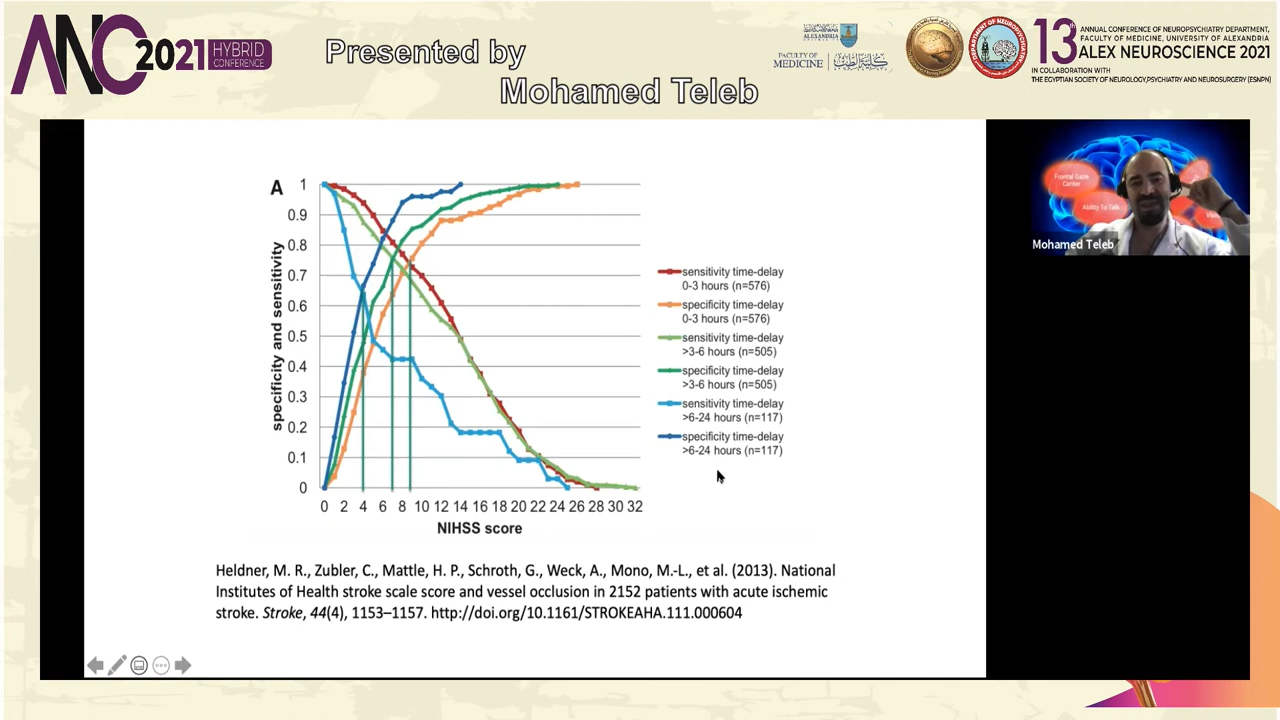 ANC 2021 HYBRID CONFERENCE
Presented by
Mohamed Teleb
ALEXANDRIA
FACULTY OF MEDICINE
كلية الطب
DEPARTMENT OF NEUROPSYCHIATRY
13th ANNUAL CONFERENCE OF NEUROPSYCHIATRY DEPARTMENT,
FACULTY OF MEDICINE, UNIVERSITY OF ALEXANDRIA
ALEX NEUROSCIENCE 2021
IN COLLABORATION WITH
THE EGYPTIAN SOCIETY OF NEUROLOGY,PSYCHIATRY AND NEUROSURGERY (ESNPN)
A
specificity and sensitivity
1
0.9
0.8
0.7
0.6
0.5
0.4
0.3
0.2
0.1
0
0 2 4 6 8 10 12 14 16 18 20 22 24 26 28 30 32
NIHSS score
sensitivity time-delay
0-3 hours (n=576)
specificity time-delay
0-3 hours (n=576)
sensitivity time-delay
>3-6 hours (n=505)
specificity time-delay
>3-6 hours (n=505)
sensitivity time-delay
>6-24 hours (n=117)
specificity time-delay
>6-24 hours (n=117)
Frontal Gaze
Center
Ability To Talk
Mohamed Teleb
Heldner, M. R., Zubler, C., Mattle, H. P., Schroth, G., Weck, A., Mono, M.-L., et al. (2013). National
Institutes of Health stroke scale score and vessel occlusion in 2152 patients with acute ischemic
stroke. Stroke, 44(4), 1153–1157. http://doi.org/10.1161/STROKEAHA.111.000604